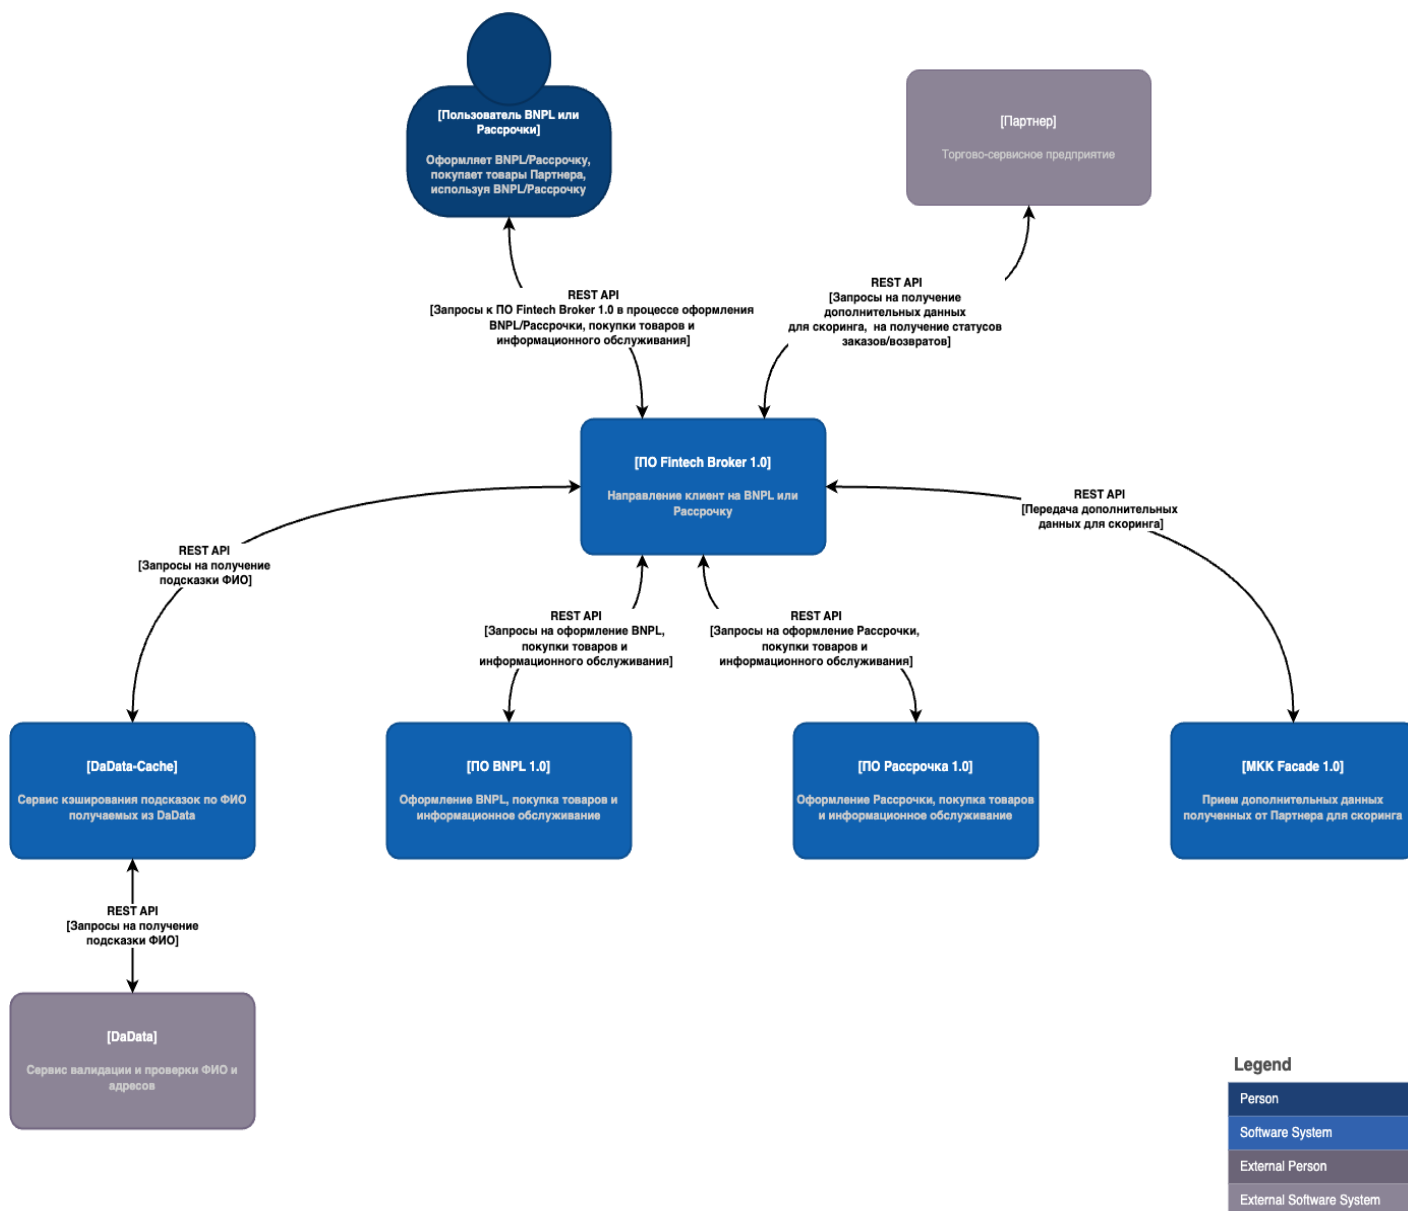 [Пользователь BNPL или
Рассрочки]
Оформляет BNPL/Рассрочку,
покупает товары Партнера,
используя BNPL/Рассрочку
[Партнер]
Торгово-сервисное предприятие
REST API
[Запросы к ПО Fintech Broker 1.0 в процессе оформления
BNPL/Рассрочки, покупки товаров и
информационного обслуживания]
REST API
[Запросы на получение
дополнительных данных
для скоринга, на получение статусов
заказов/возвратов]
[ПО Fintech Broker 1.0]
Направление клиент на BNPL или
Рассрочку
REST API
[Передача дополнительных
данных для скоринга]
REST API
[Запросы на получение
подсказки ФИО]
REST API
[Запросы на оформление BNPL,
покупки товаров и
информационного обслуживания]
REST API
[Запросы на оформление Рассрочки,
покупки товаров и
информационного обслуживания]
[DaData-Cache]
Сервис кэширования подсказок по ФИО
получаемых из DaData
[ПО BNPL 1.0]
Оформление BNPL, покупка товаров и
информационное обслуживание
[ПО Рассрочка 1.0]
Оформление Рассрочки, покупка товаров
и информационное обслуживание
[MKK Facade 1.0]
Прием дополнительных данных
полученных от Партнера для скоринга
REST API
[Запросы на получение
подсказки ФИО]
[DaData]
Сервис валидации и проверки ФИО и
адресов
Legend
Person
Software System
External Person
External Software System